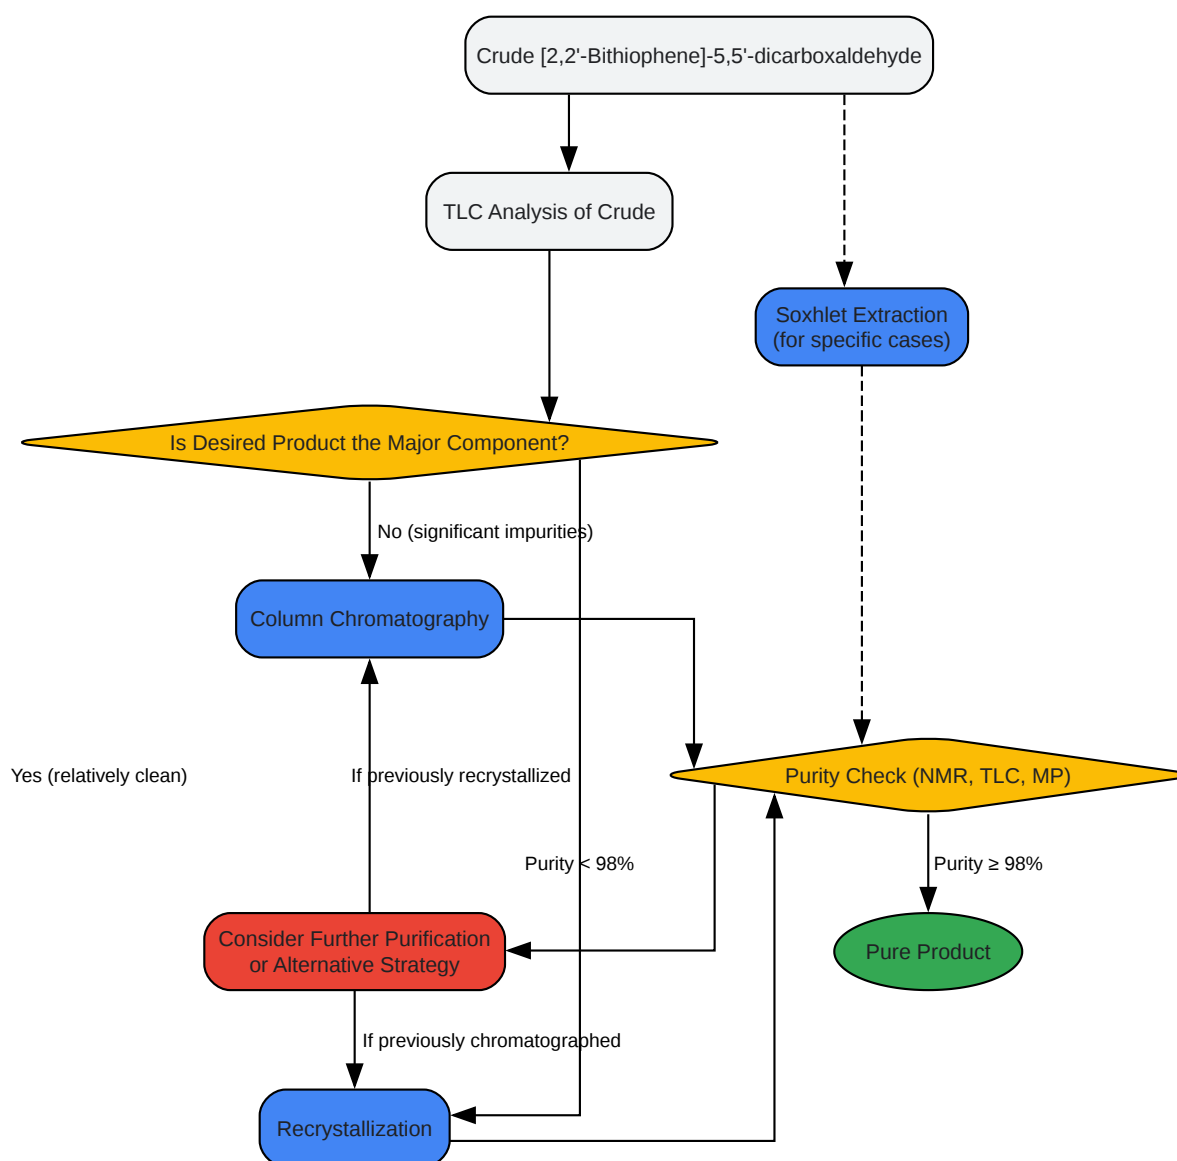 Crude [2,2'-Bithiophene]-5,5'-dicarboxaldehyde
TLC Analysis of Crude
Soxhlet Extraction
(for specific cases)
Is Desired Product the Major Component?
No (significant impurities)
Column Chromatography
Yes (relatively clean)
If previously recrystallized
Purity Check (NMR, TLC, MP)
Purity < 98%
Purity ≥ 98%
Consider Further Purification
or Alternative Strategy
Pure Product
If previously chromatographed
Recrystallization